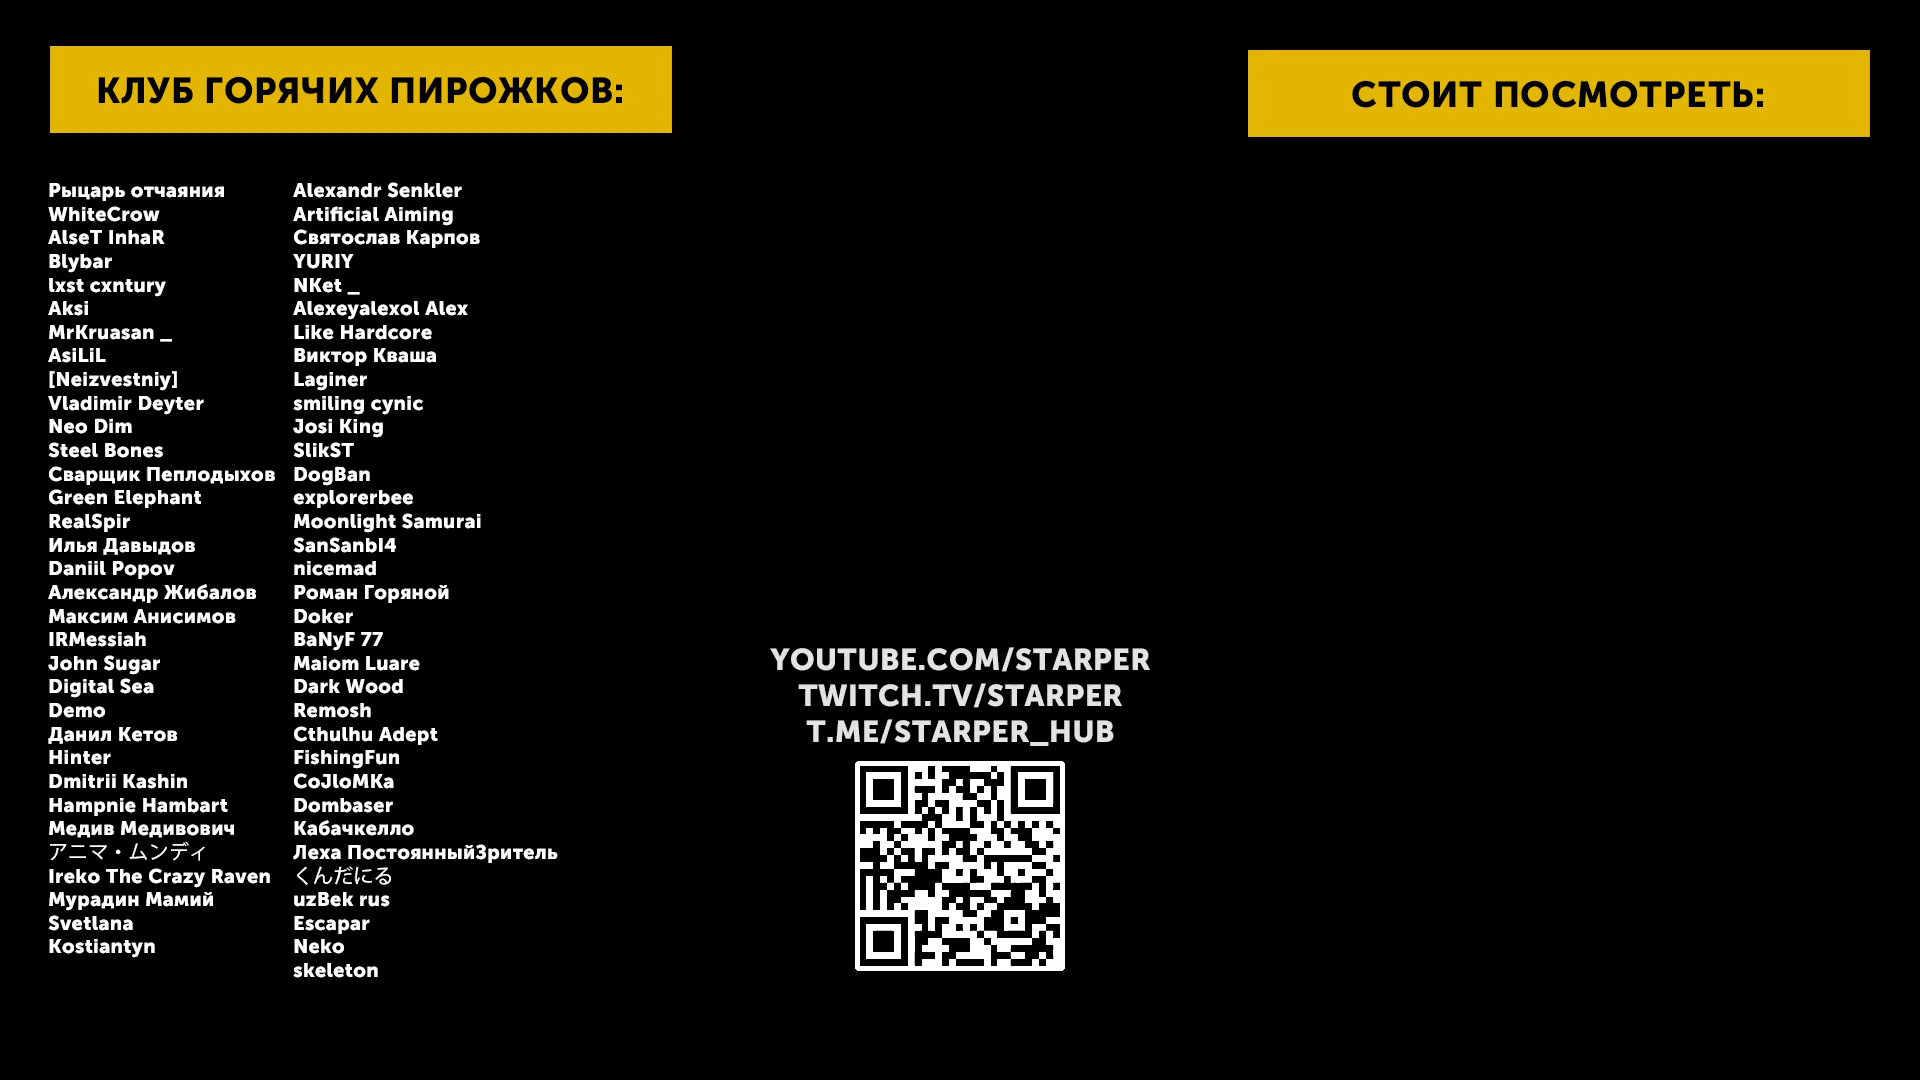 КЛУБ ГОРЯЧИХ ПИРОЖКОВ:
Рыцарь отчаяния
WhiteCrow
AlseT InhaR
Blybar
lxst cxntury
Aksi
MrKruasan _
AsiLiL
[Neizvestniy]
Vladimir Deyter
Neo Dim
Steel Bones
Сварщик Пеплодыхов
Green Elephant
RealSpir
Илья Давыдов
Daniil Popov
Александр Жибалов
Максим Анисимов
IRMessiah
John Sugar
Digital Sea
Demo
Данил Кетов
Hinter
Dmitrii Kashin
Hampnie Hambart
Медив Медивович
アニマ・ムンディ
Ireko The Crazy Raven
Мурадин Мамий
Svetlana
Kostiantyn
Alexandr Senkler
Artificial Aiming
Святослав Карпов
YURIY
NKet _
Alexeyalexol Alex
Like Hardcore
Виктор Кваша
Laginer
smiling cynic
Josi King
SlikST
DogBan
explorerbee
Moonlight Samurai
SanSanbI4
nicemad
Роман Горяной
Doker
BaNyF 77
Maiom Luare
Dark Wood
Remosh
Cthulhu Adept
FishingFun
CoJloMKa
Dombaser
Кабачкелло
Леха ПостоянныйЗритель
くんだにる
uzBek rus
Escapar
Neko
skeleton
YOUTUBE.COM/STARPER
TWITCH.TV/STARPER
T.ME/STARPER_HUB
СТОИТ ПОСМОТРЕТЬ: